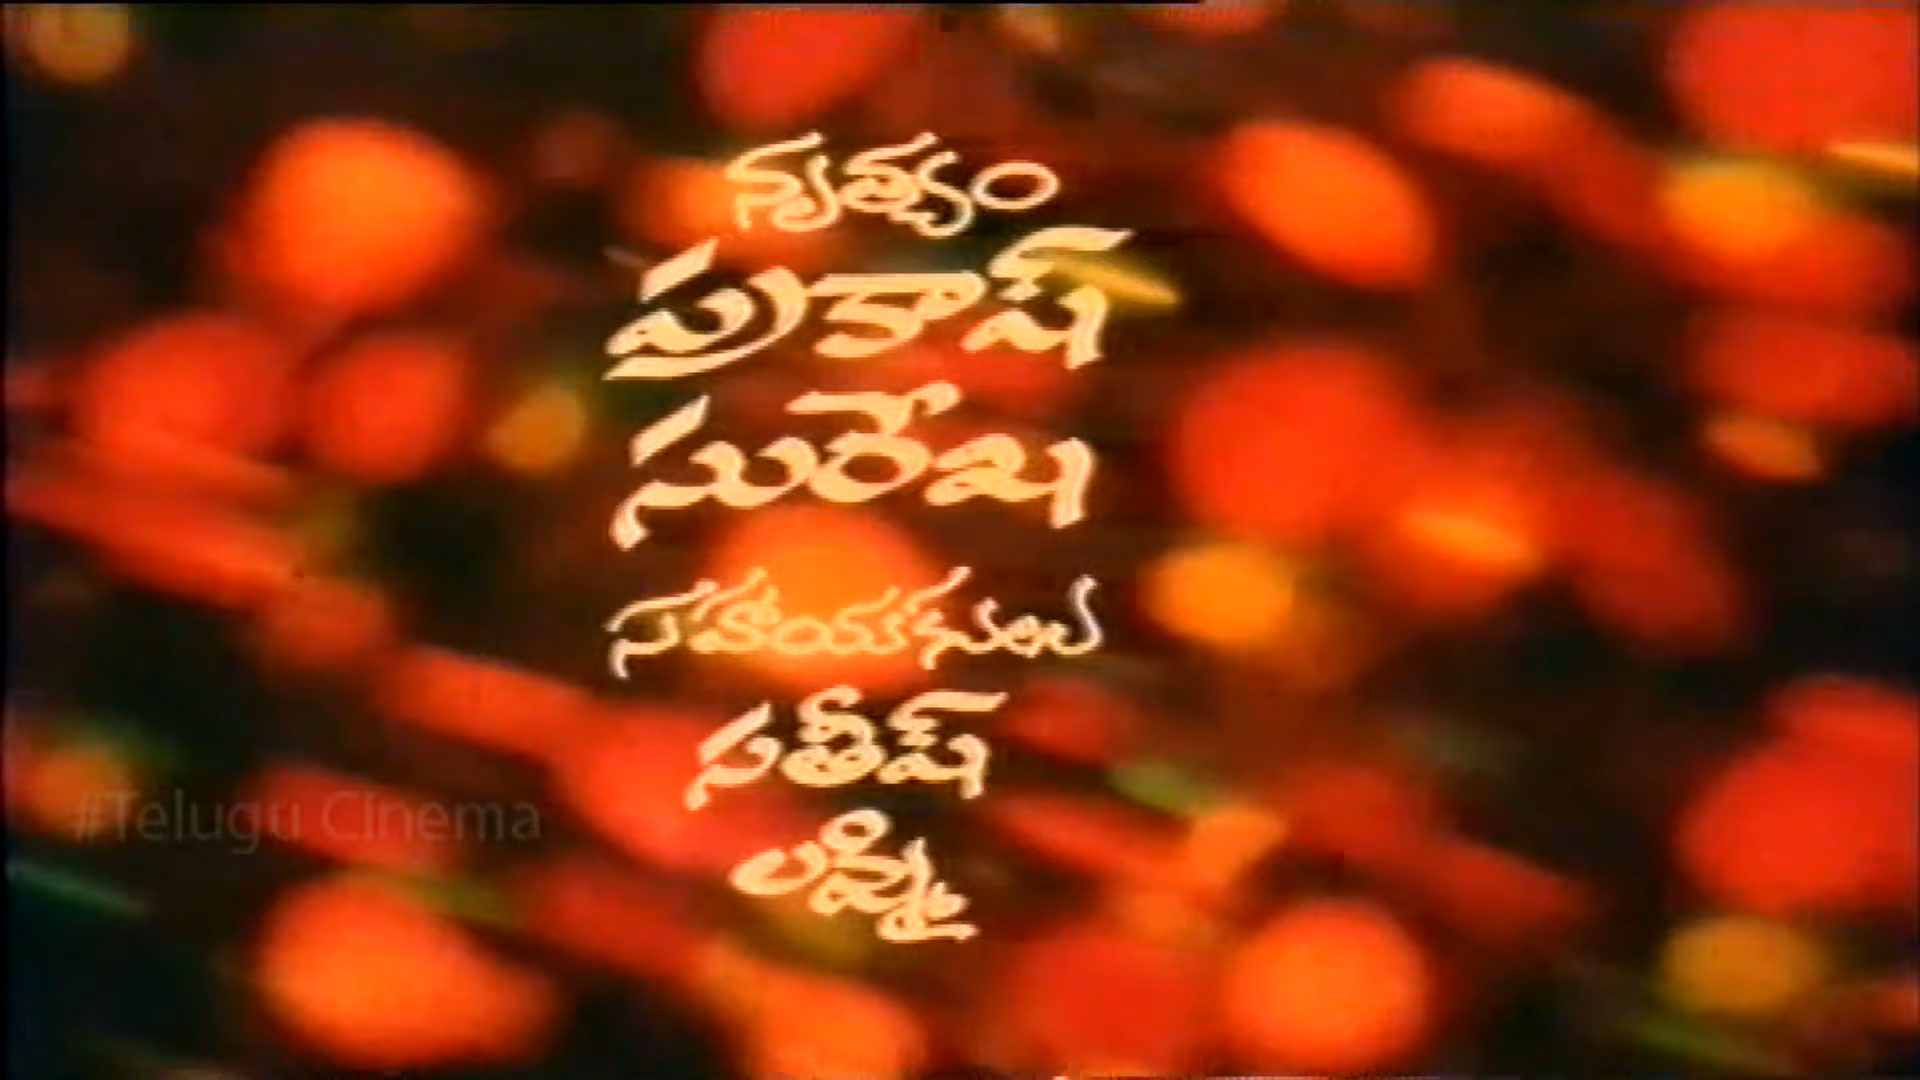 నృత్యం
ప్రకాష్
సురేఖ
సహాయకులు
సతీష్
లక్ష్మి
#Telugu Cinema